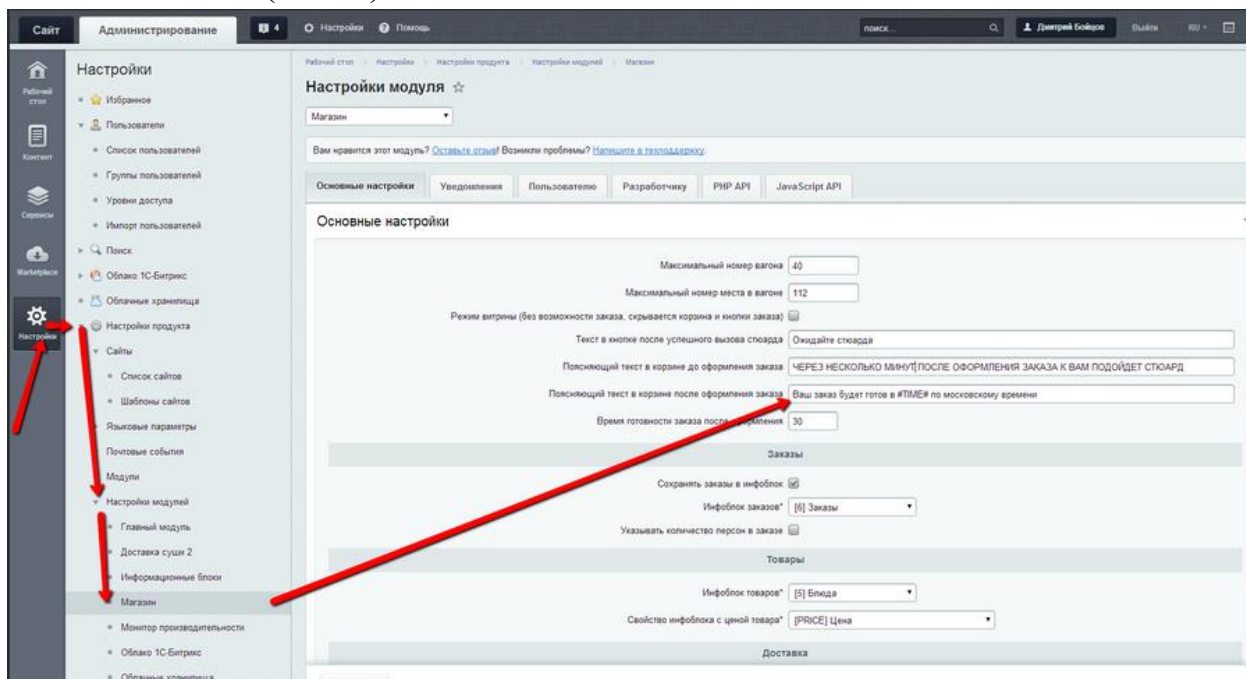 Сайт
Администрирование
4
Настройки
Помощь
поиск...
Дмитрий Бойцов
Выйти
RU
Рабочий стол
Контент
Сервисы
Marketplace
Настройки
Настройки
Избранное
Пользователи
Список пользователей
Группы пользователей
Уровни доступа
Импорт пользователей
Поиск
Облако 1С-Битрикс
Облачные хранилища
Настройки продукта
Сайты
Список сайтов
Шаблоны сайтов
Языковые параметры
Почтовые события
Модули
Настройки модулей
Главный модуль
Доставка суши 2
Информационные блоки
Магазин
Монитор производительности
Облако 1С-Битрикс
Облачные хранилища
Рабочий стол Настройки Настройки продукта Настройки модулей Магазин
Настройки модуля
Магазин
Вам нравится этот модуль? Оставьте отзыв! Возникли проблемы? Напишите в техподдержку.
Основные настройки Уведомления Пользователю Разработчику PHP API JavaScript API
Основные настройки
Максимальный номер вагона 40
Максимальный номер места в вагоне 112
Режим витрины (без возможности заказа, скрывается корзина и кнопки заказа)
Текст в кнопке после успешного вызова стюарда Ожидайте стюарда
Поясняющий текст в корзине до оформления заказа ЧЕРЕЗ НЕСКОЛЬКО МИНУТ ПОСЛЕ ОФОРМЛЕНИЯ ЗАКАЗА К ВАМ ПОДОЙДЕТ СТЮАРД
Поясняющий текст в корзине после оформления заказа Ваш заказ будет готов в #TIME# по московскому времени
Время готовности заказа после оформления 30
Заказы
Сохранять заказы в инфоблок
Инфоблок заказов* [6] Заказы
Указывать количество персон в заказе
Товары
Инфоблок товаров* [5] Блюда
Свойство инфоблока с ценой товара* [PRICE] Цена
Доставка